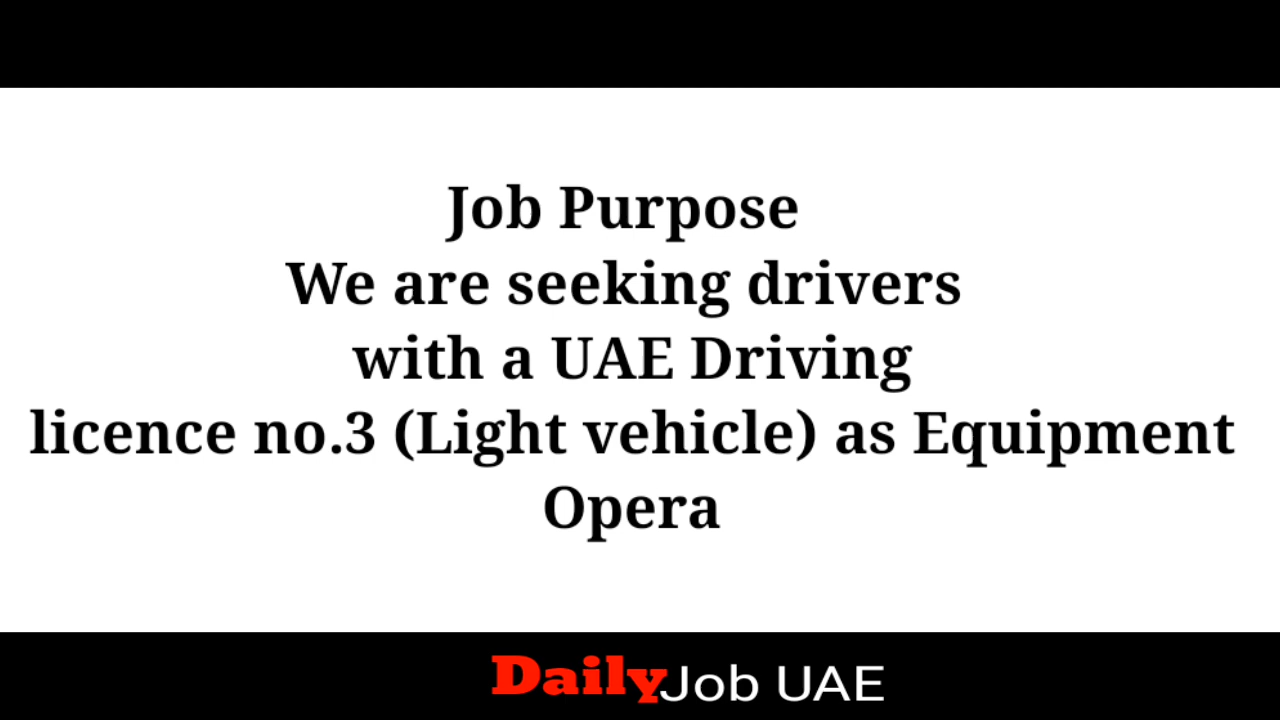 Job Purpose
We are seeking drivers
with a UAE Driving
licence no.3 (Light vehicle) as Equipment
Opera
DailyJob UAE